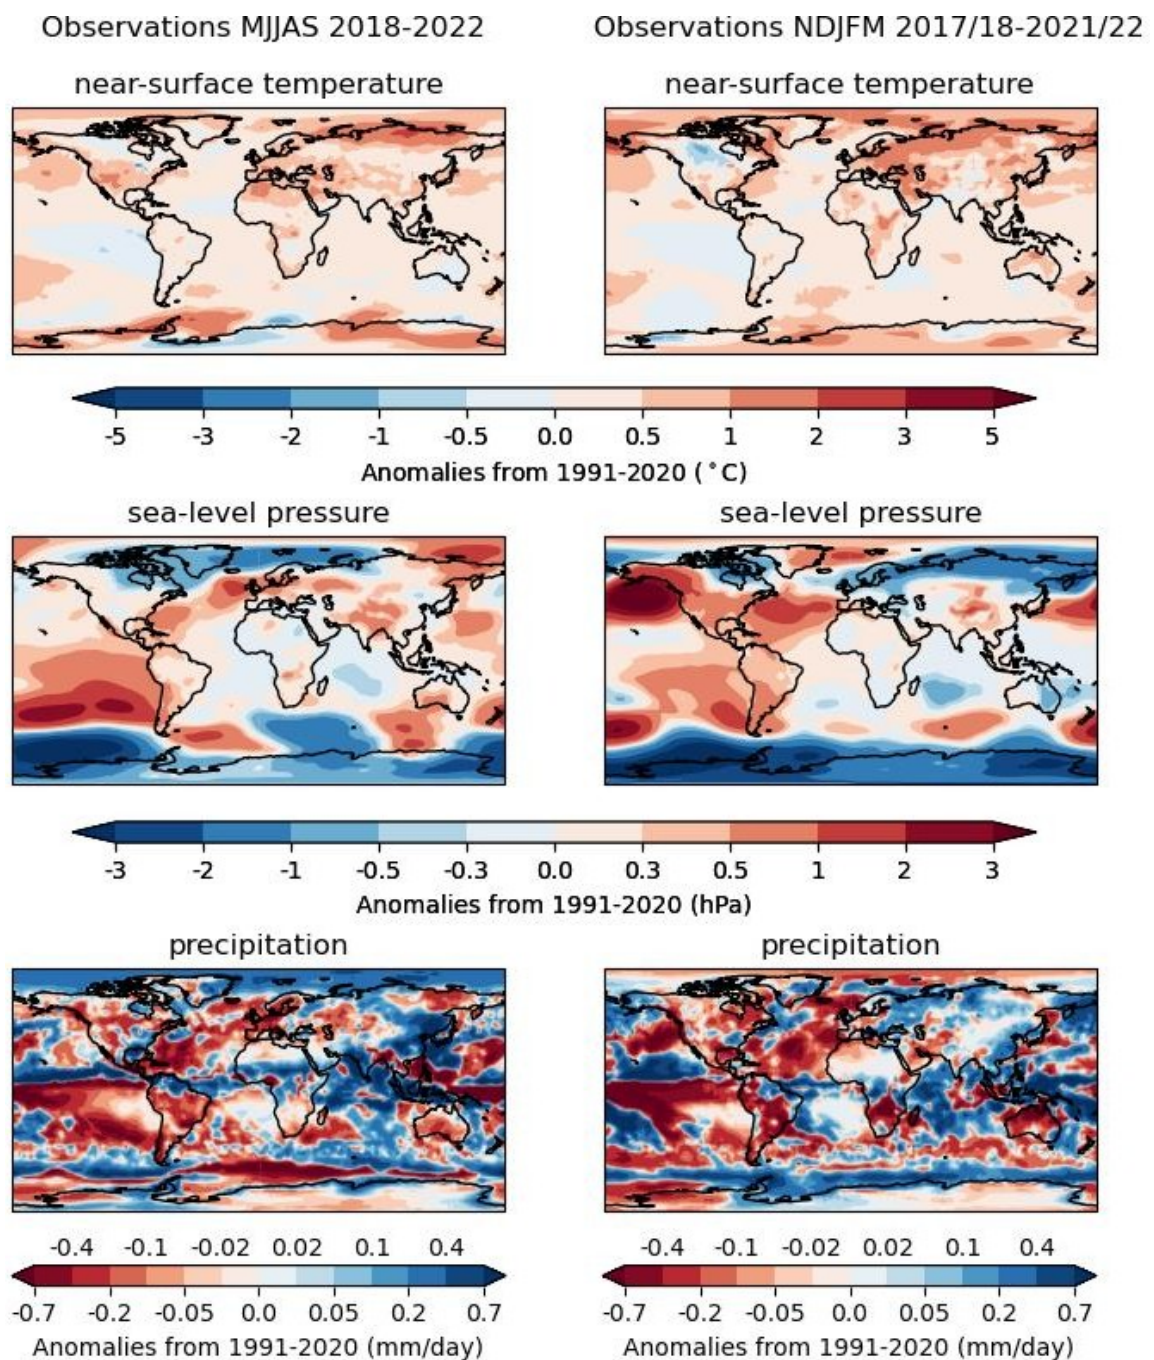 Observations MJJAS 2018-2022
Observations NDJFM 2017/18-2021/22
near-surface temperature
near-surface temperature
-5 -3 -2 -1 -0.5 0.0 0.5 1 2 3 5
Anomalies from 1991-2020 (°C)
sea-level pressure
sea-level pressure
-3 -2 -1 -0.5 -0.3 0.0 0.3 0.5 1 2 3
Anomalies from 1991-2020 (hPa)
precipitation
precipitation
-0.4 -0.1 -0.02 0.02 0.1 0.4
-0.7 -0.2 -0.05 0.0 0.05 0.2 0.7
Anomalies from 1991-2020 (mm/day)
-0.4 -0.1 -0.02 0.02 0.1 0.4
-0.7 -0.2 -0.05 0.0 0.05 0.2 0.7
Anomalies from 1991-2020 (mm/day)